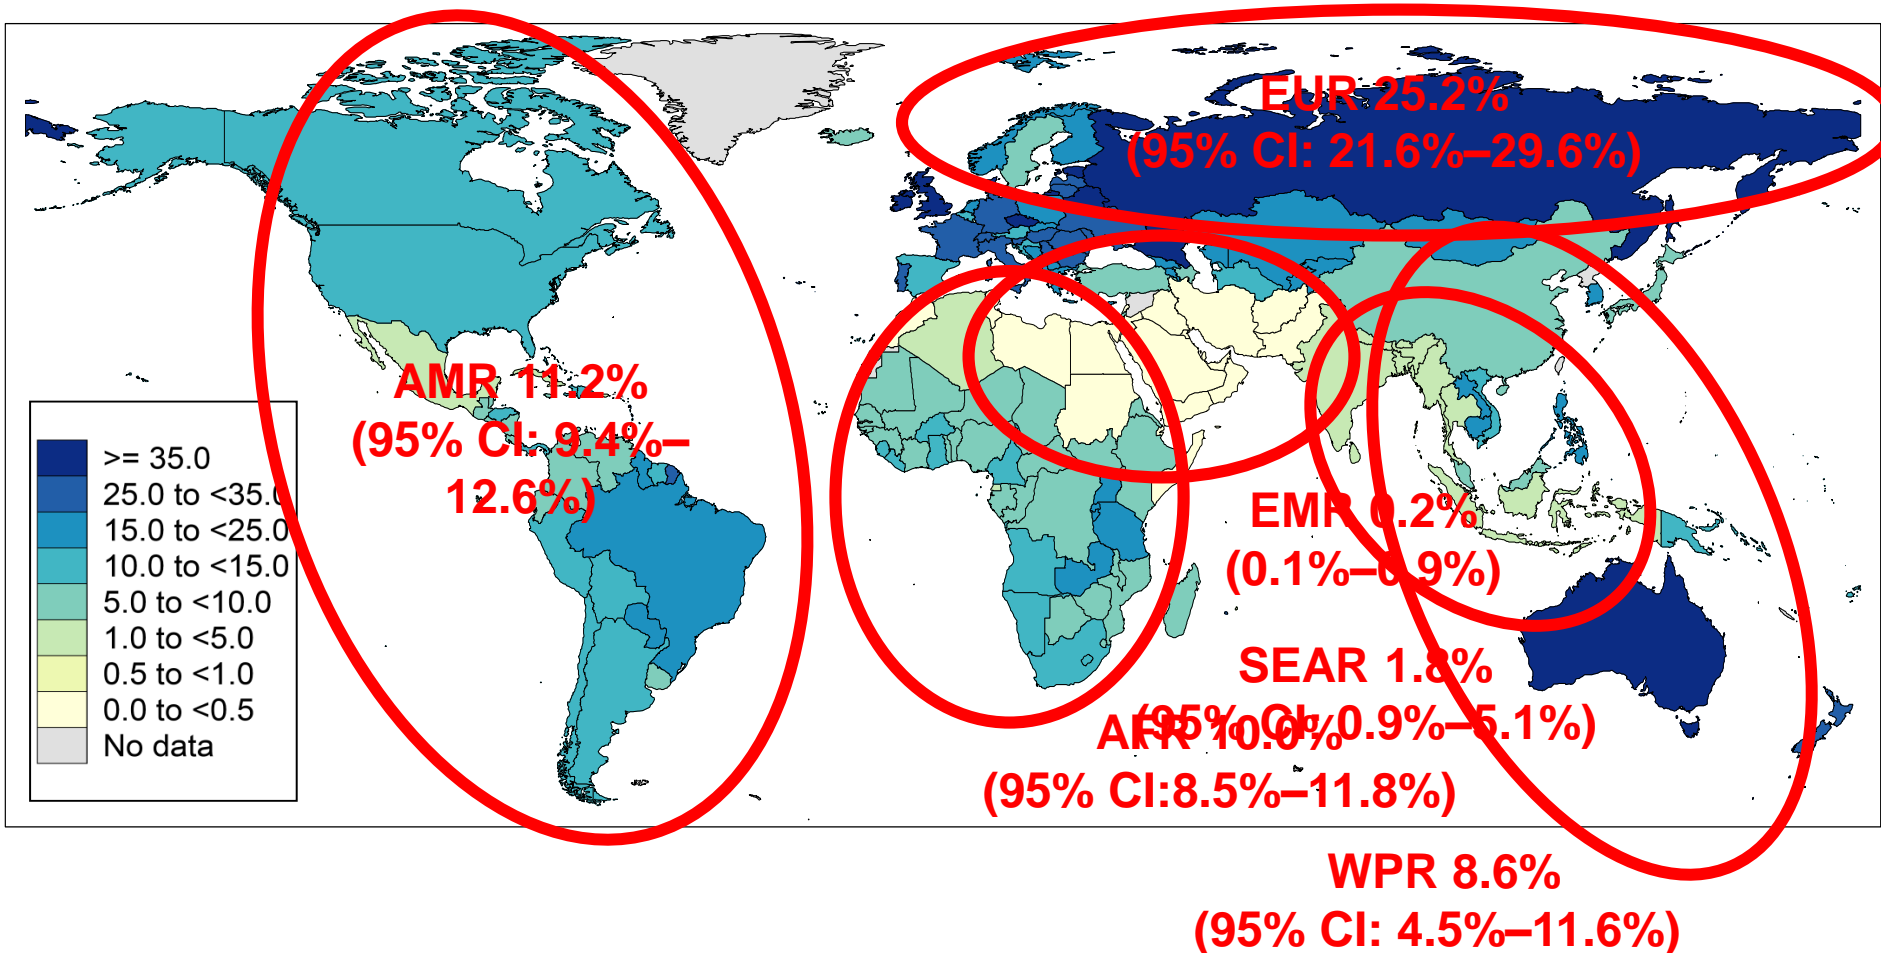 EUR 25.2%
(95% CI: 21.6%–29.6%)
AMR 11.2%
(95% CI: 9.4%–
12.6%)
>= 35.0
25.0 to <35.0
15.0 to <25.0
10.0 to <15.0
5.0 to <10.0
1.0 to <5.0
0.5 to <1.0
0.0 to <0.5
No data
EMR 0.2%
(0.1%–0.9%)
SEAR 1.8%
(95% CI: 0.9%–5.1%)
AFR 10.0%
(95% CI:8.5%–11.8%)
WPR 8.6%
(95% CI: 4.5%–11.6%)